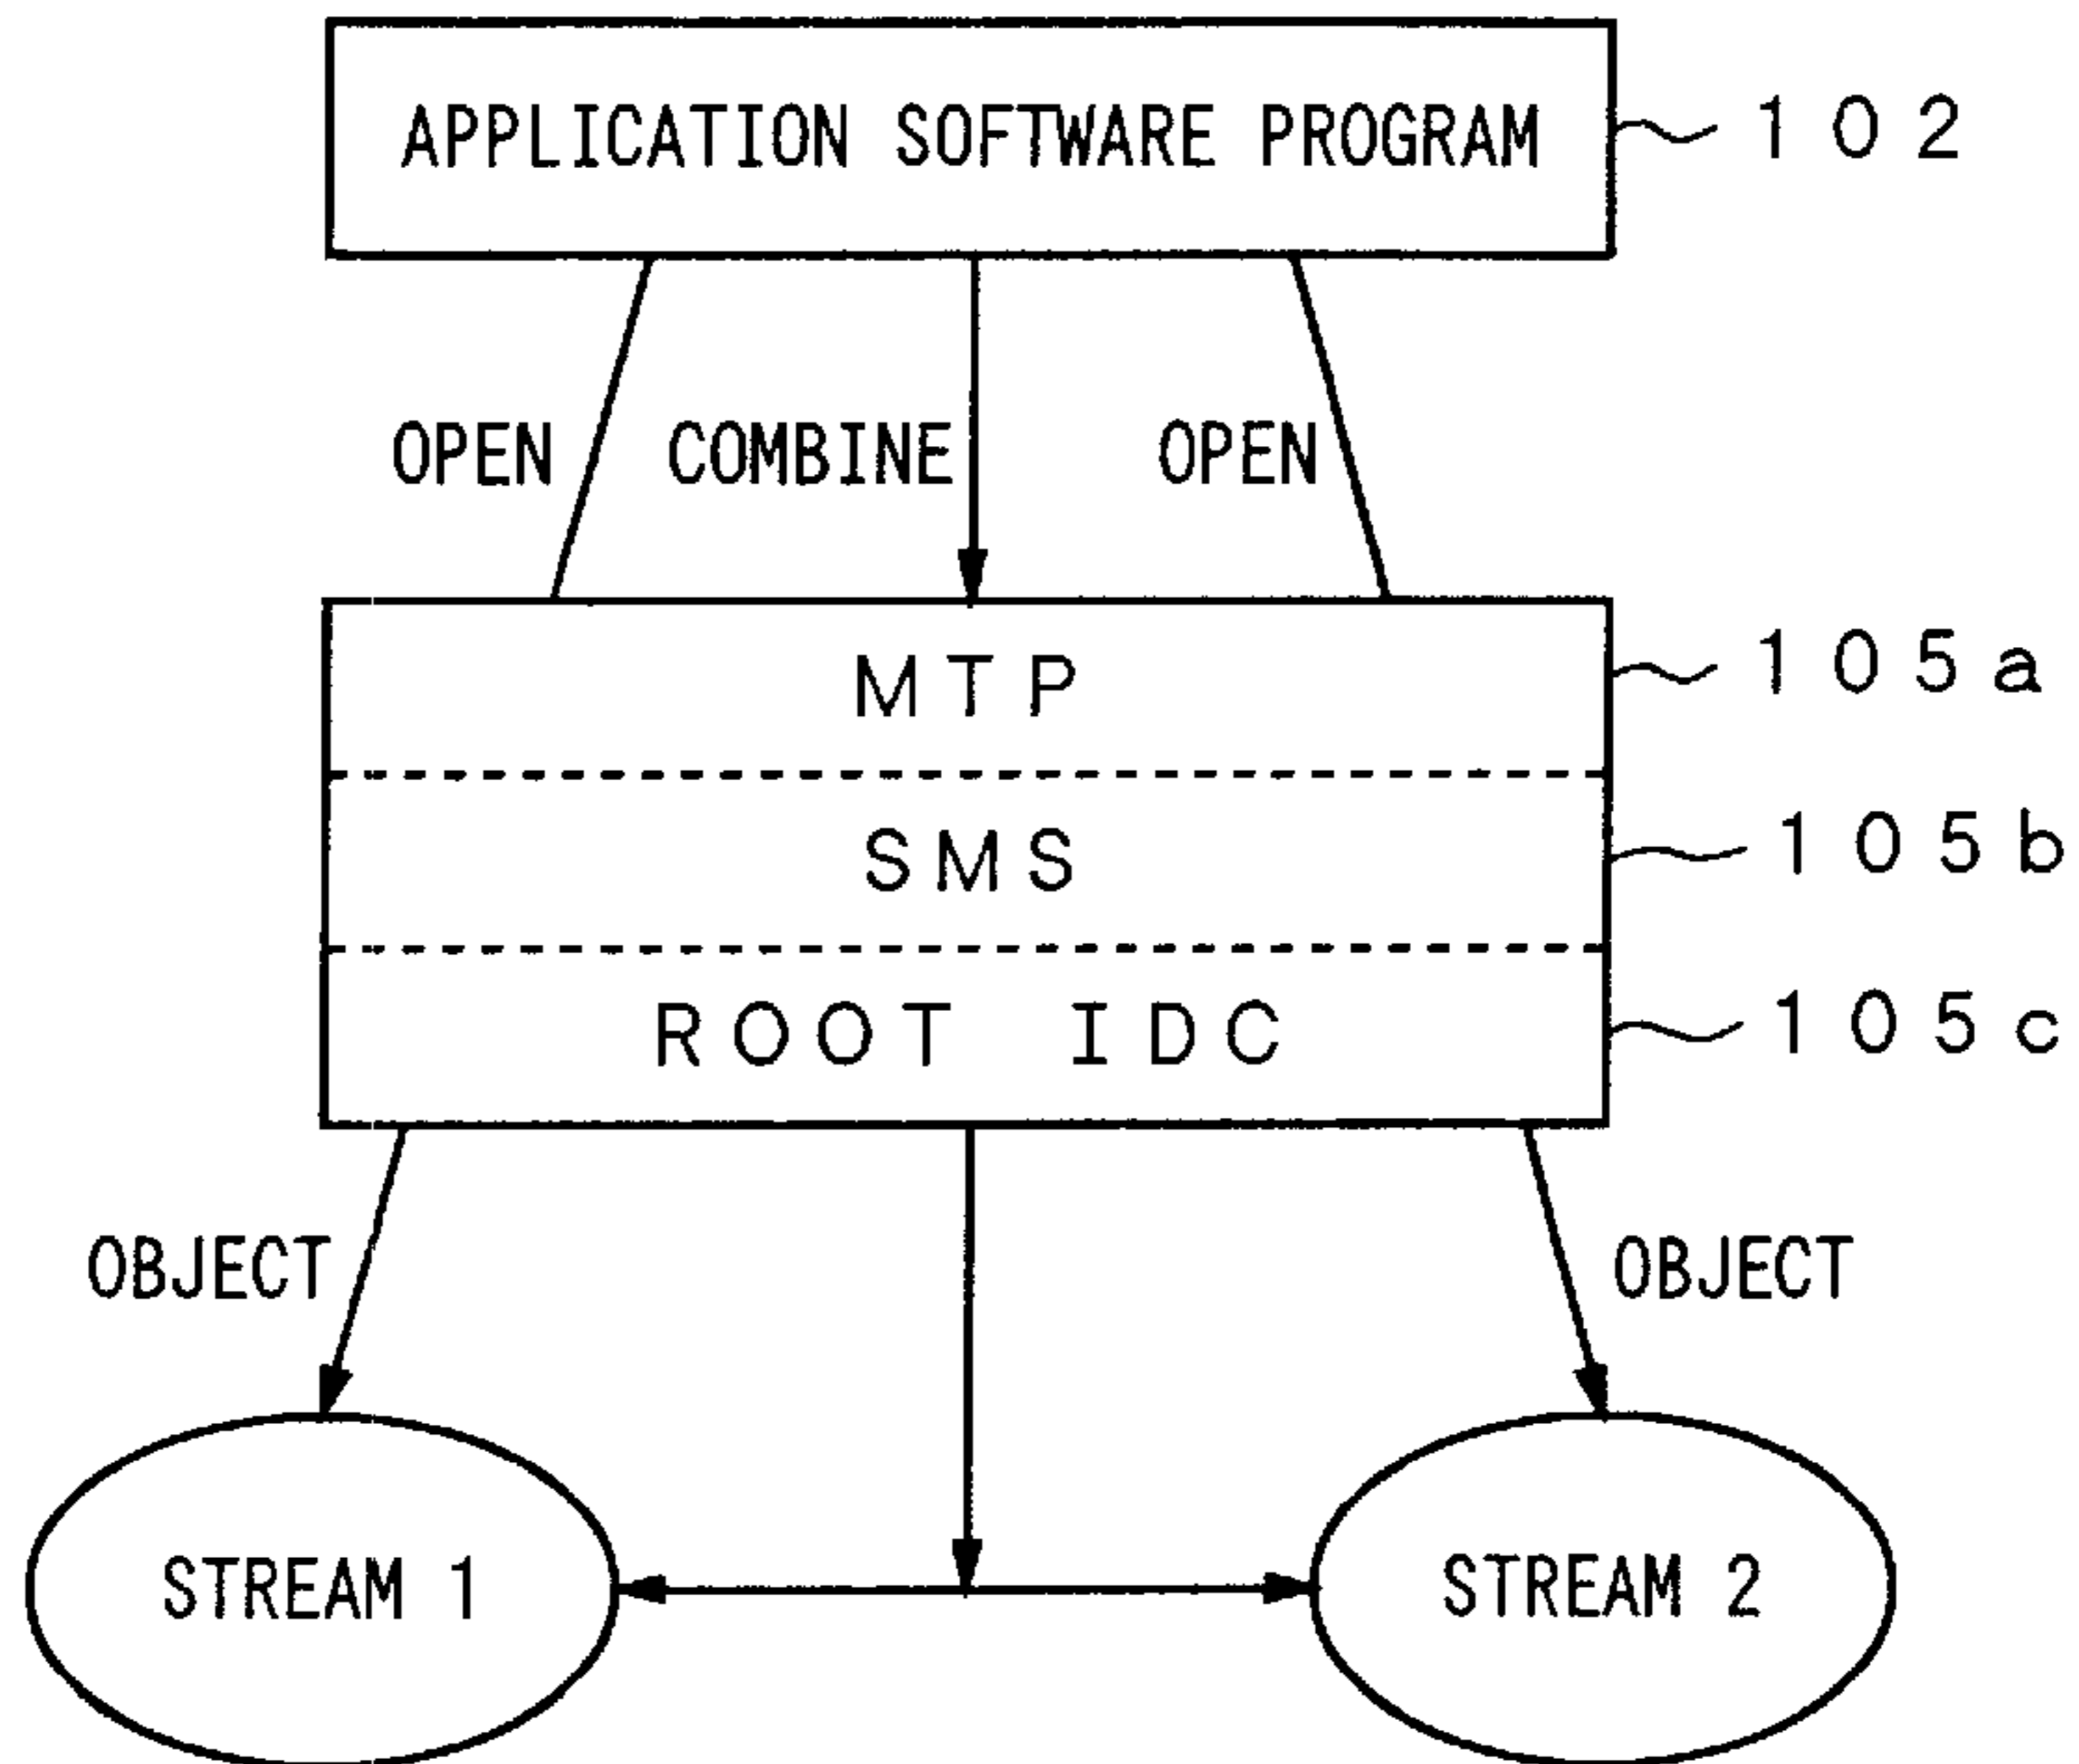 APPLICATION SOFTWARE PROGRAM 102
OPEN COMBINE OPEN
MTP 105a
SMS 105b
ROOT IDC 105c
OBJECT OBJECT
STREAM 1 STREAM 2